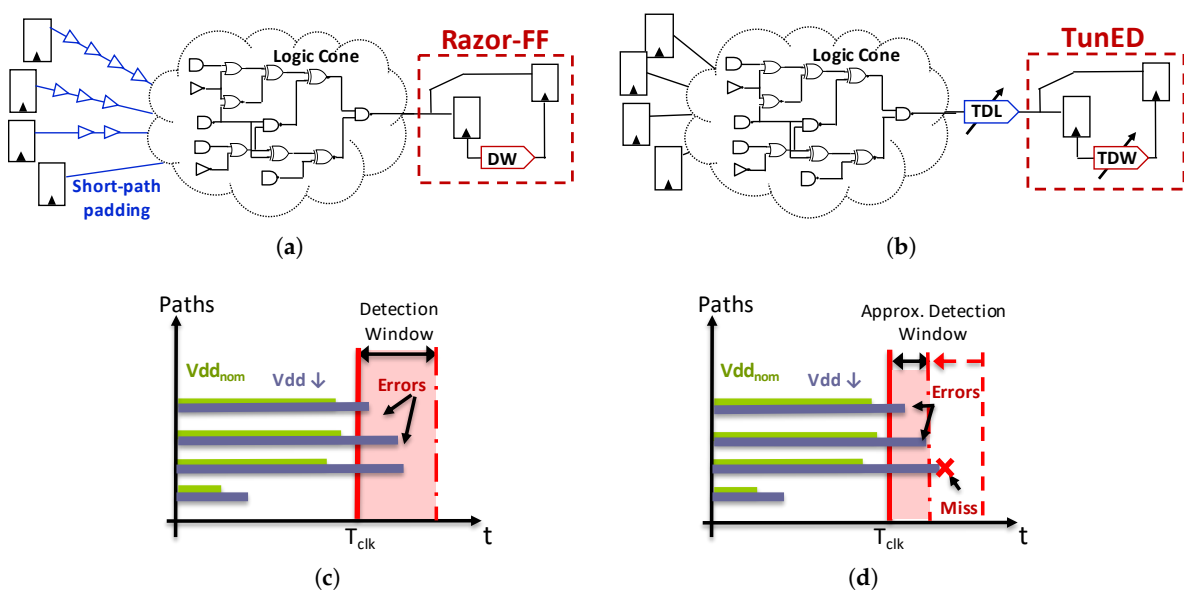 (a)
(b)
Razor-FF
Logic Cone
DW
Short-path
padding
TunED
Logic Cone
TDL
TDW
(a)
(b)
Paths
Detection
Window
Vdd_nom
Vdd ↓
Errors
T_clk
t
(c)
Paths
Approx. Detection
Window
Vdd_nom
Vdd ↓
Errors
Miss
T_clk
t
(d)